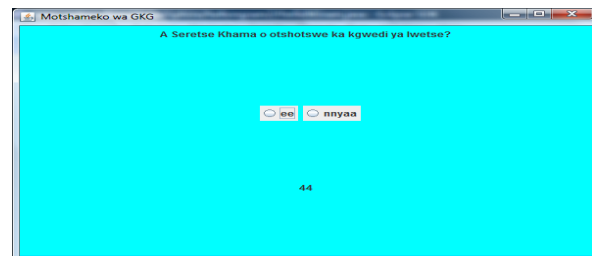 Motshameko wa GKG
A Seretse Khama o otshotswe ka kgwedi ya lwetse?
ee nnyaa
44